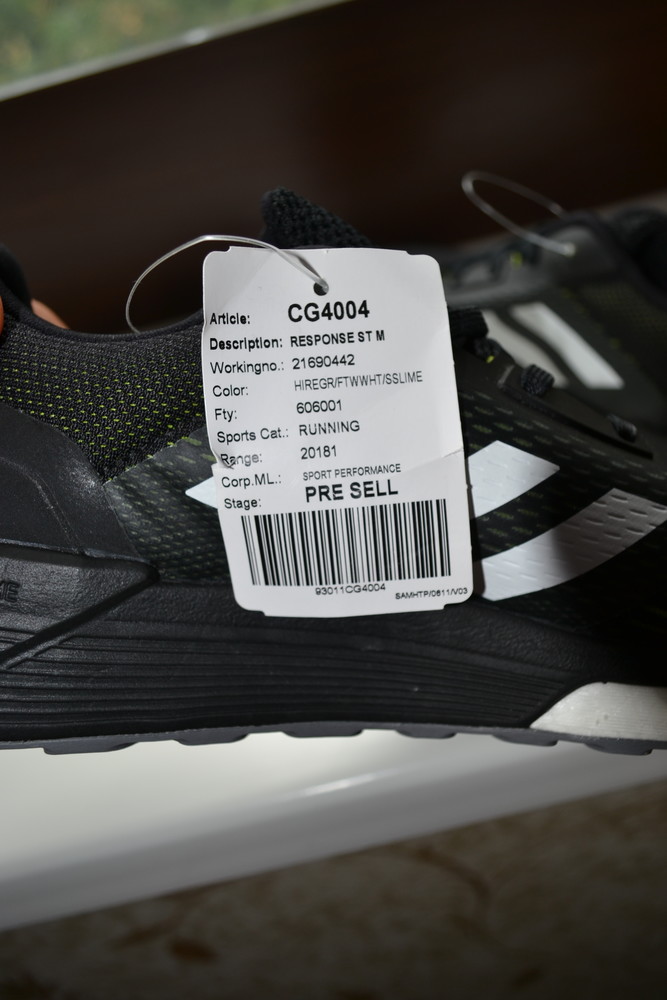 Article: CG4004
Description: RESPONSE ST M
Workingno.: 21690442
Color: HIREGR/FTWWHT/SSLIME
Fty: 606001
Sports Cat.: RUNNING
Range: 20181
Corp.ML.: SPORT PERFORMANCE
Stage: PRE SELL
93011CG4004
SAMHTP/0611/V03